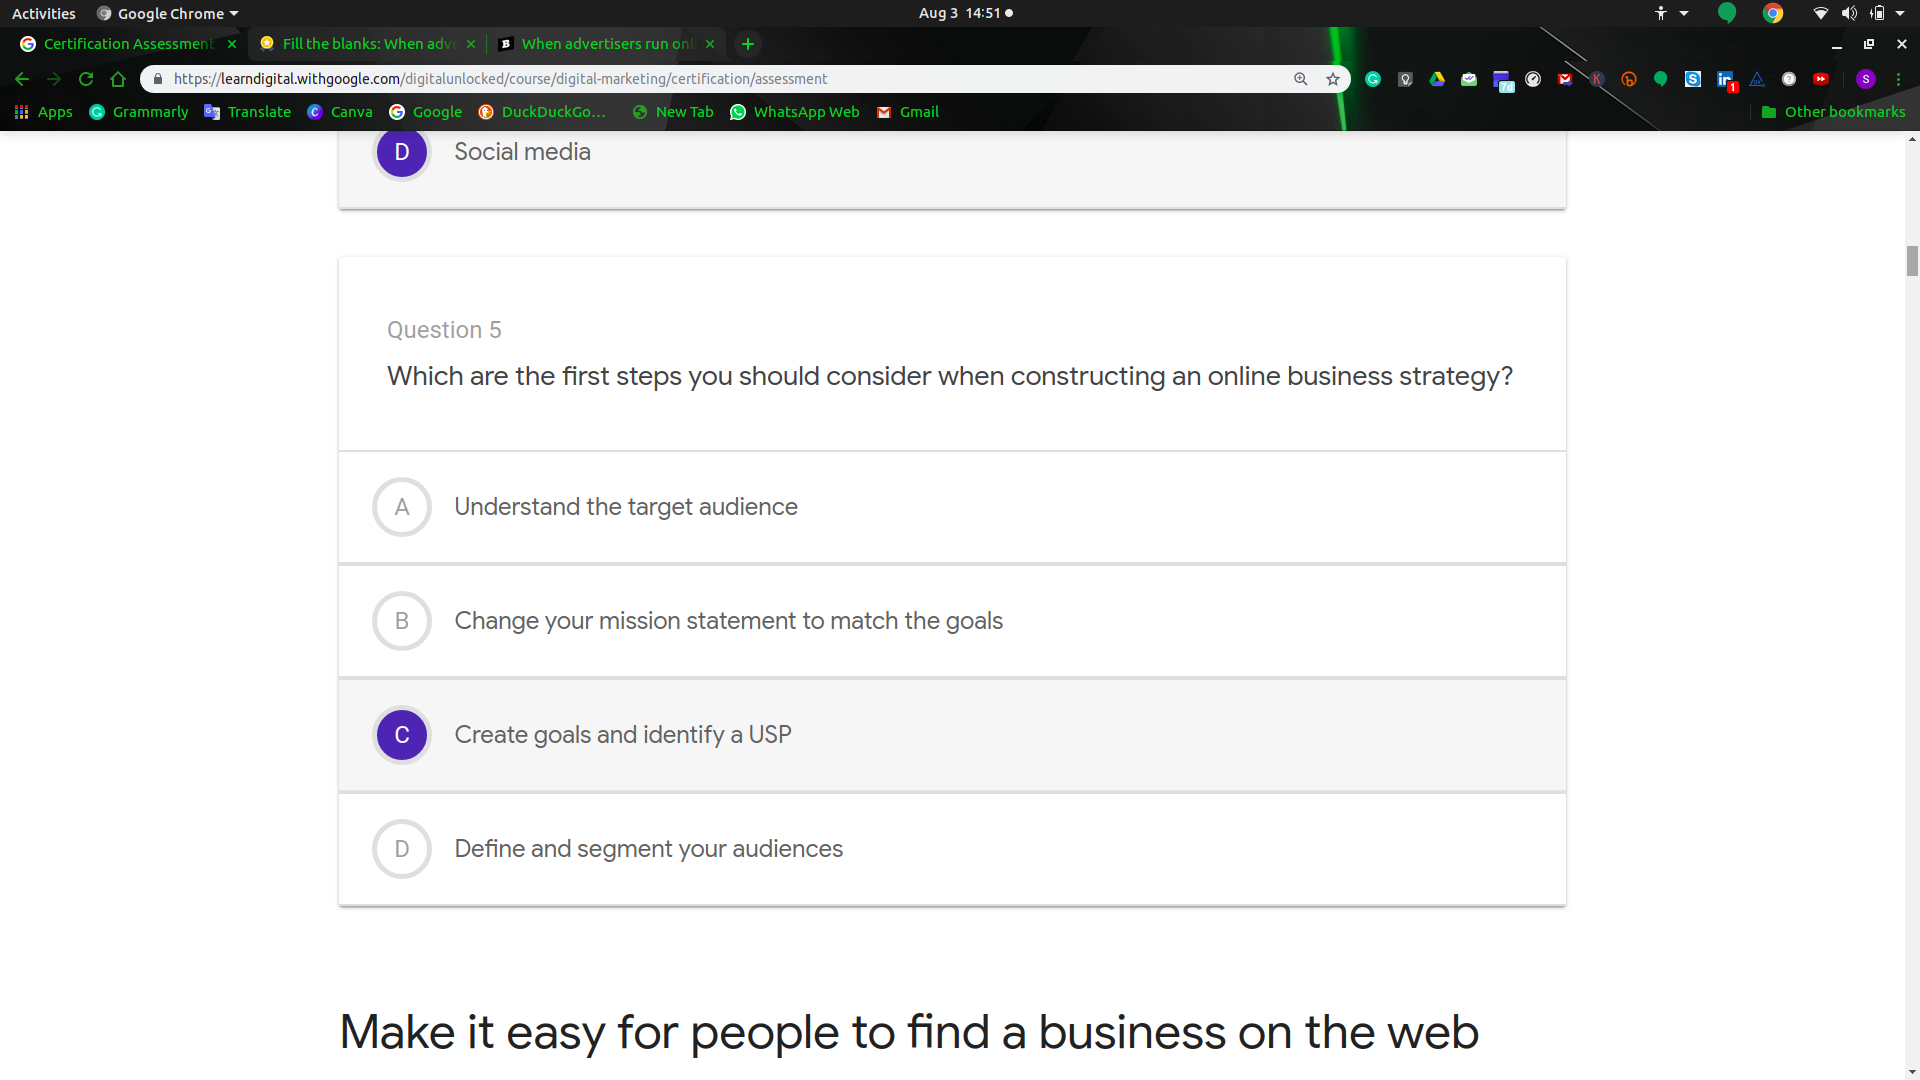 Activities
Google Chrome
Aug 3 14:51
Certification Assessment
Fill the blanks: When adve
When advertisers run onl
https://learndigital.withgoogle.com/digitalunlocked/course/digital-marketing/certification/assessment
7d
1
S
Apps
Grammarly
Translate
Canva
Google
DuckDuckGo...
New Tab
WhatsApp Web
Gmail
Other bookmarks
D Social media
Question 5
Which are the first steps you should consider when constructing an online business strategy?
A Understand the target audience
B Change your mission statement to match the goals
C Create goals and identify a USP
D Define and segment your audiences
Make it easy for people to find a business on the web